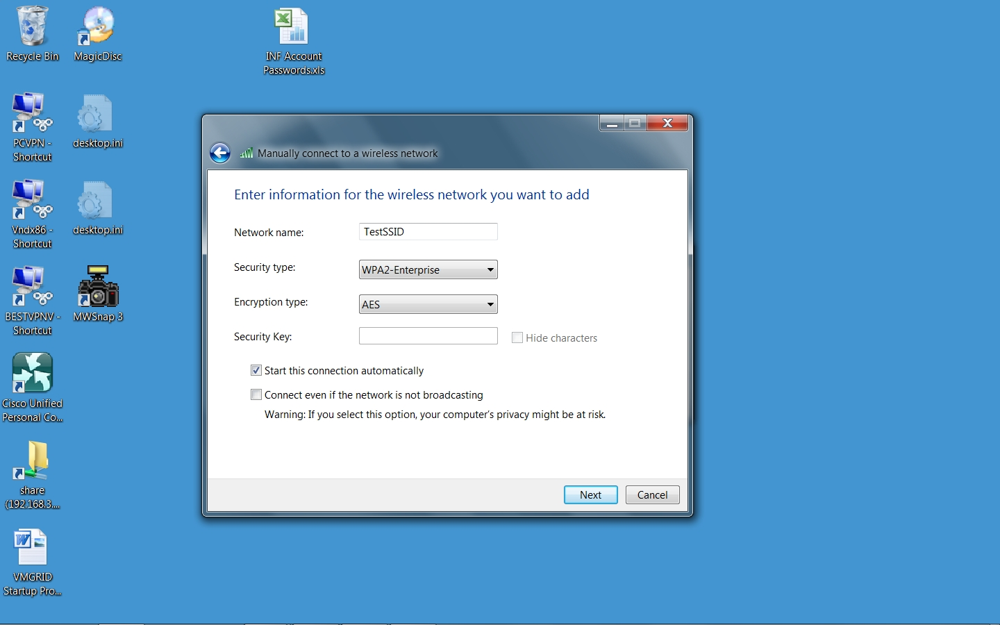 Recycle Bin
MagicDisc
INF Account
Passwords.xls
PCVPN -
Shortcut
desktop.ini
Vndx86 -
Shortcut
desktop.ini
BESTVPNV -
Shortcut
MWSnap 3
Cisco Unified
Personal Co...
share
(192.168.3....
VMGRID
Startup Pro...
Manually connect to a wireless network
Enter information for the wireless network you want to add
Network name: TestSSID
Security type: WPA2-Enterprise
Encryption type: AES
Security Key: Hide characters
Start this connection automatically
Connect even if the network is not broadcasting
Warning: If you select this option, your computer's privacy might be at risk.
Next Cancel